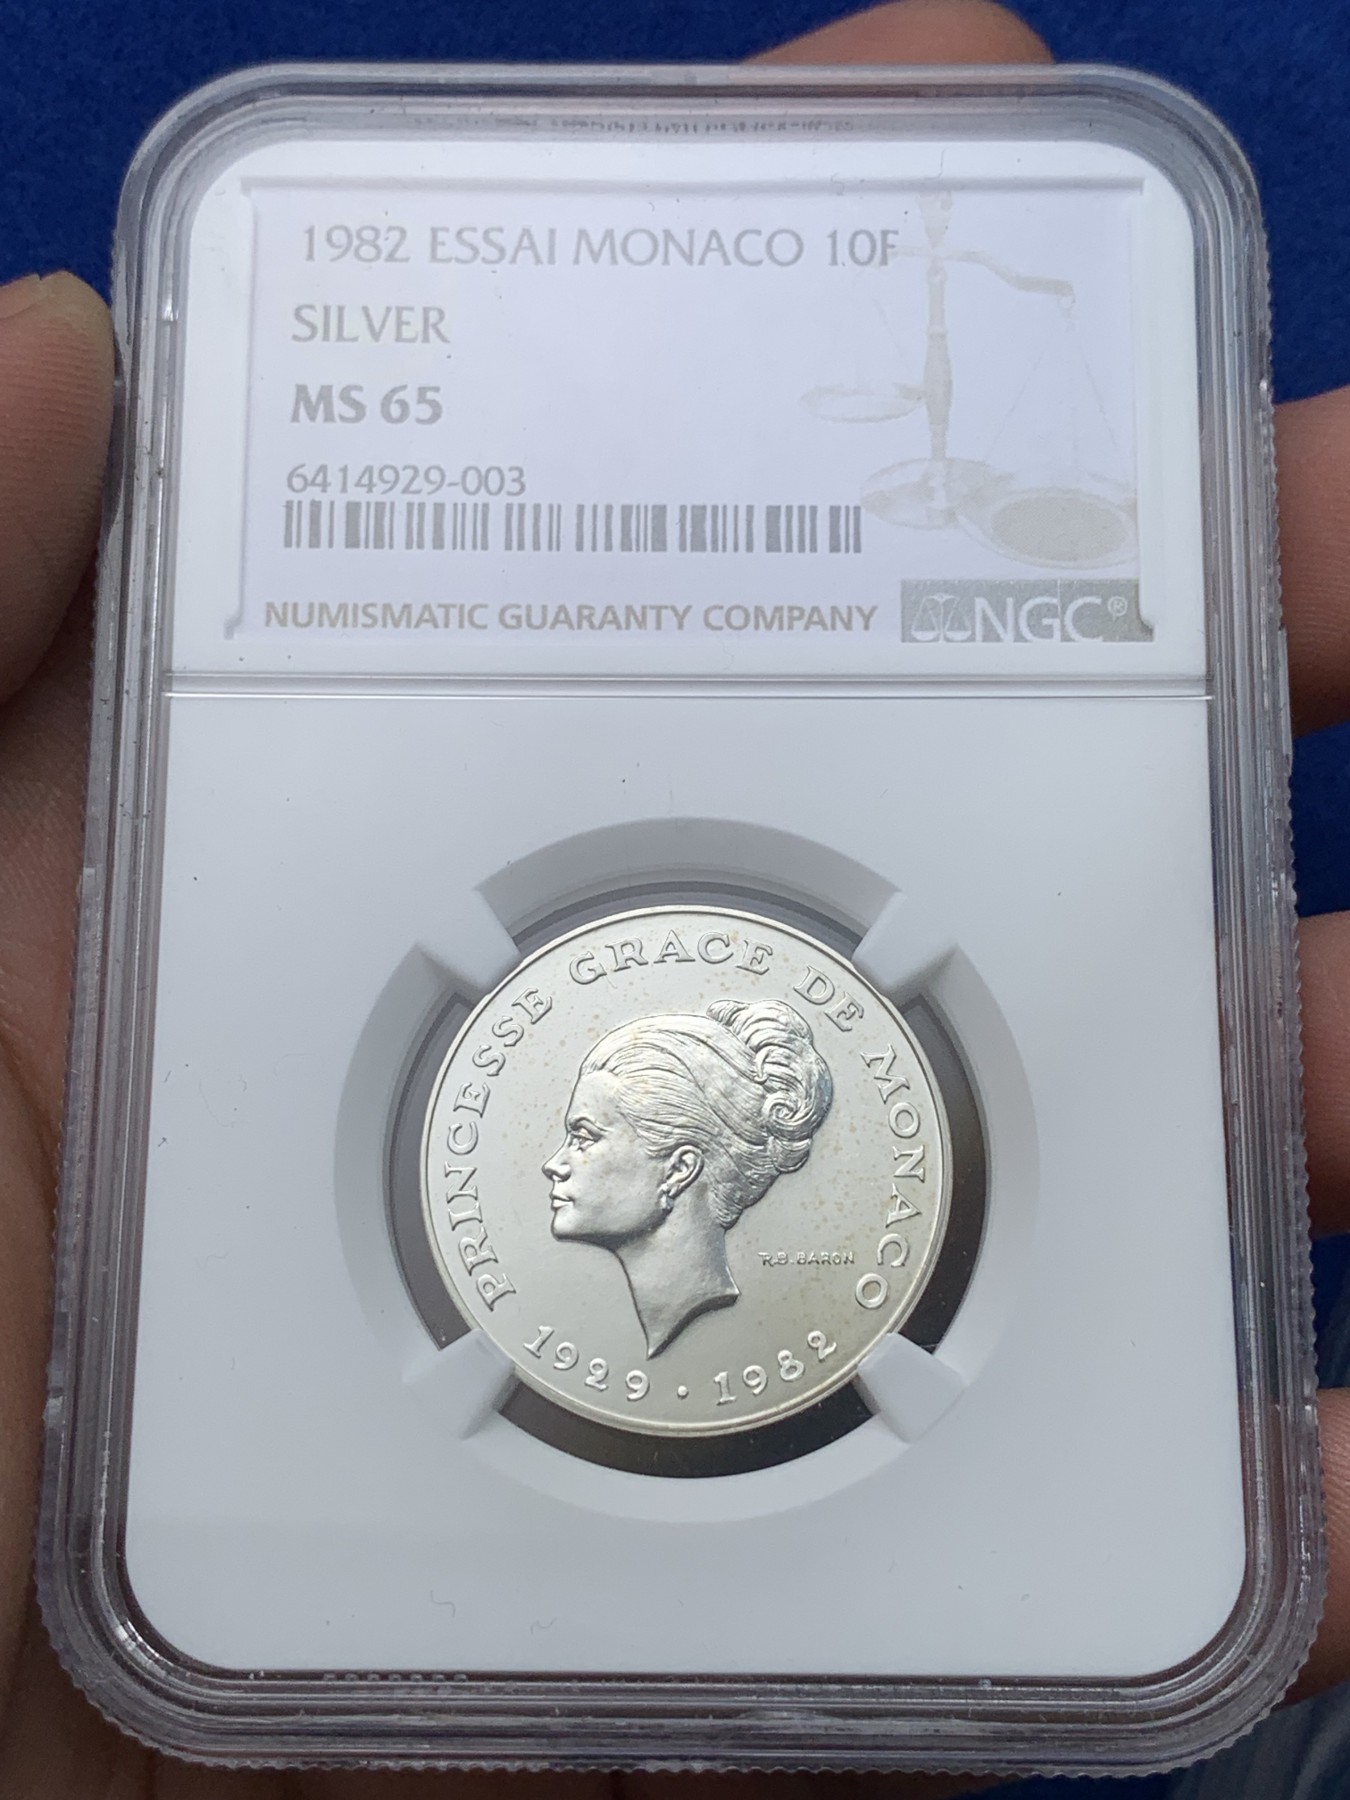 1982 ESSAI MONACO 10F
SILVER
MS 65
6414929-003
NUMISMATIC GUARANTY COMPANY
NGC®
PRINCESSE GRACE DE MONACO
R.B. BARON
1929 • 1982